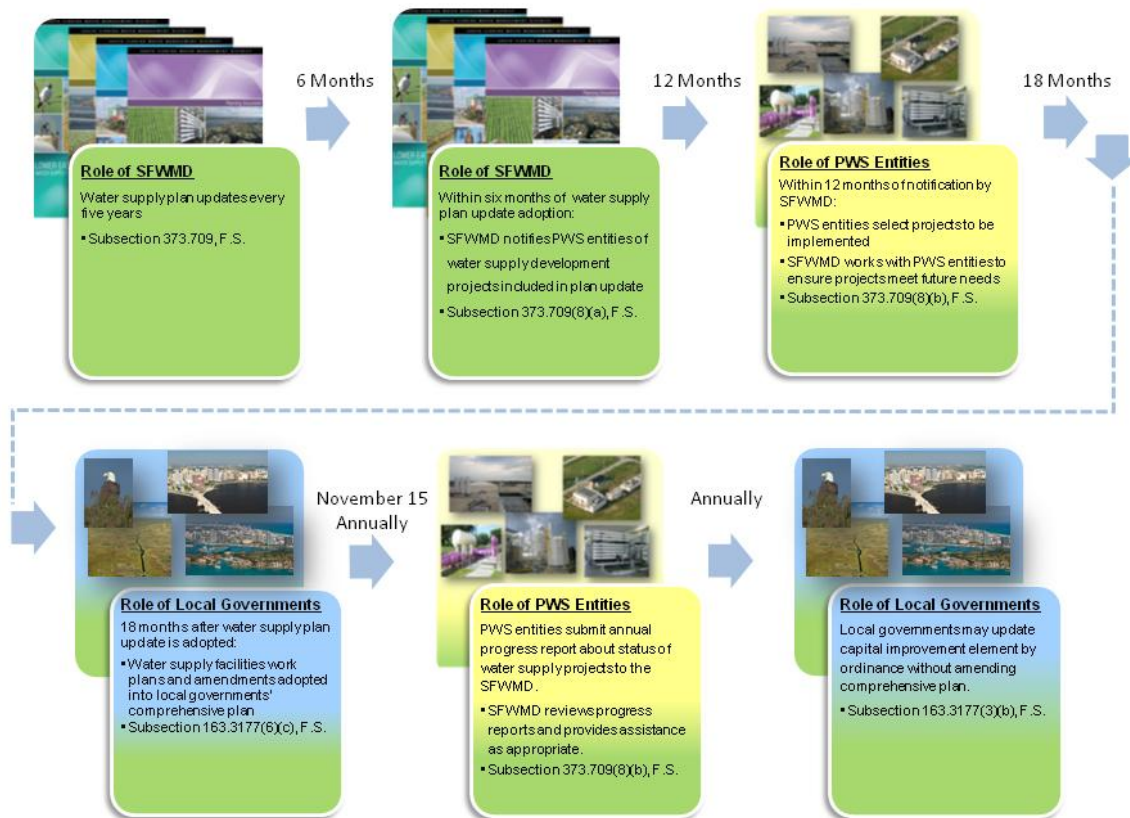 6 Months
12 Months
18 Months
Role of SFWMD
Water supply plan updates every
five years
▪ Subsection 373.709, F.S.
Role of SFWMD
Within six months of water supply
plan update adoption:
▪ SFWMD notifies PWS entities of
water supply development
projects included in plan update
▪ Subsection 373.709(8)(a), F.S.
Role of PWS Entities
Within 12 months of notification by
SFWMD:
▪ PWS entities select projects to be
implemented
▪ SFWMD works with PWS entities to
ensure projects meet future needs
▪ Subsection 373.709(8)(b), F.S.
November 15
Annually
Annually
Role of Local Governments
18 months after water supply plan
update is adopted:
▪ Water supply facilities work
plans and amendments adopted
into local governments'
comprehensive plan
▪ Subsection 163.3177(6)(c), F.S.
Role of PWS Entities
PWS entities submit annual
progress report about status of
water supply projects to the
SFWMD.
▪ SFWMD reviews progress
reports and provides assistance
as appropriate.
▪ Subsection 373.709(8)(b), F.S.
Role of Local Governments
Local governments may update
capital improvement element by
ordinance without amending
comprehensive plan.
▪ Subsection 163.3177(3)(b), F.S.